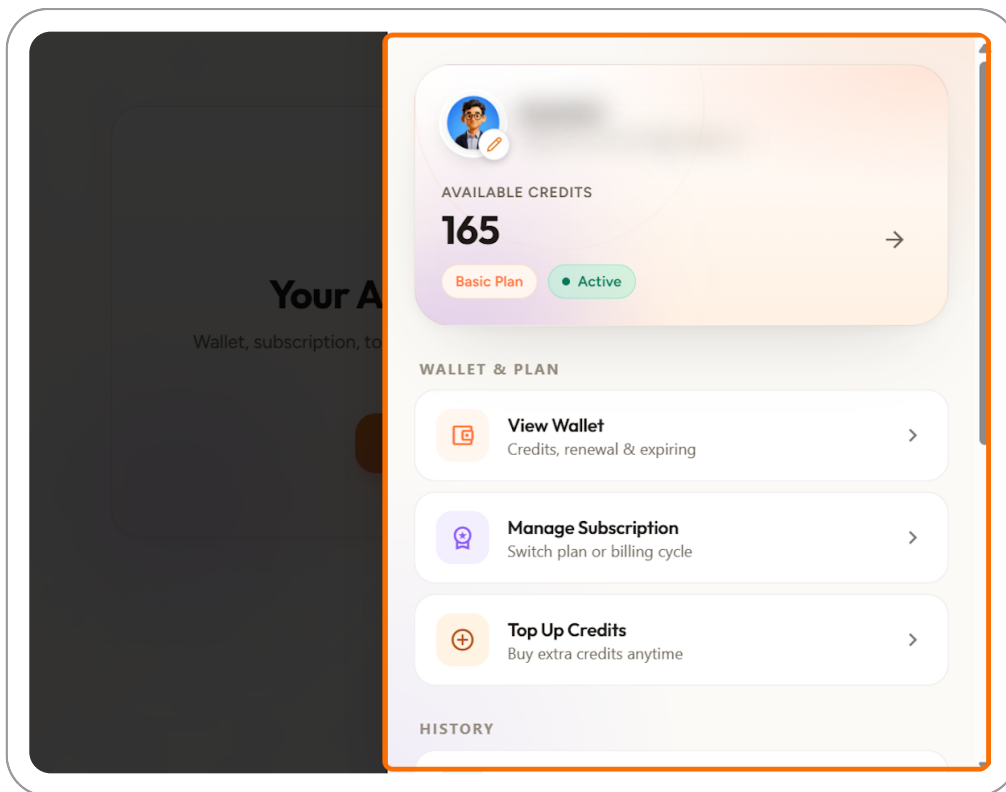 AVAILABLE CREDITS
165
Basic Plan
Active
Your A
Wallet, subscription, to
WALLET & PLAN
View Wallet
Credits, renewal & expiring
Manage Subscription
Switch plan or billing cycle
Top Up Credits
Buy extra credits anytime
HISTORY